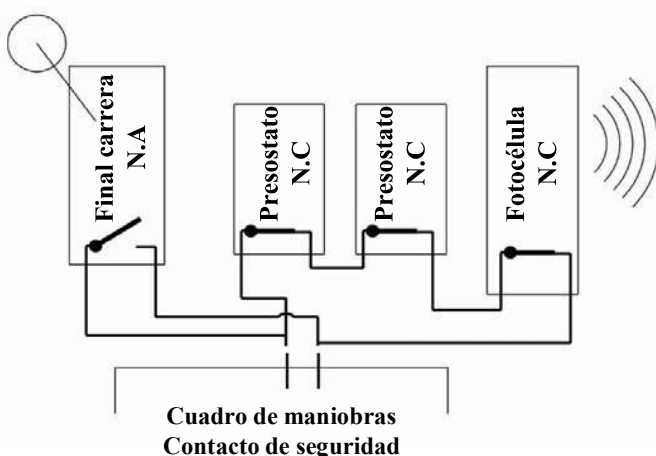 Final carrera
N.A
Presostato
N.C
Presostato
N.C
Fotocélula
N.C
Cuadro de maniobras
Contacto de seguridad